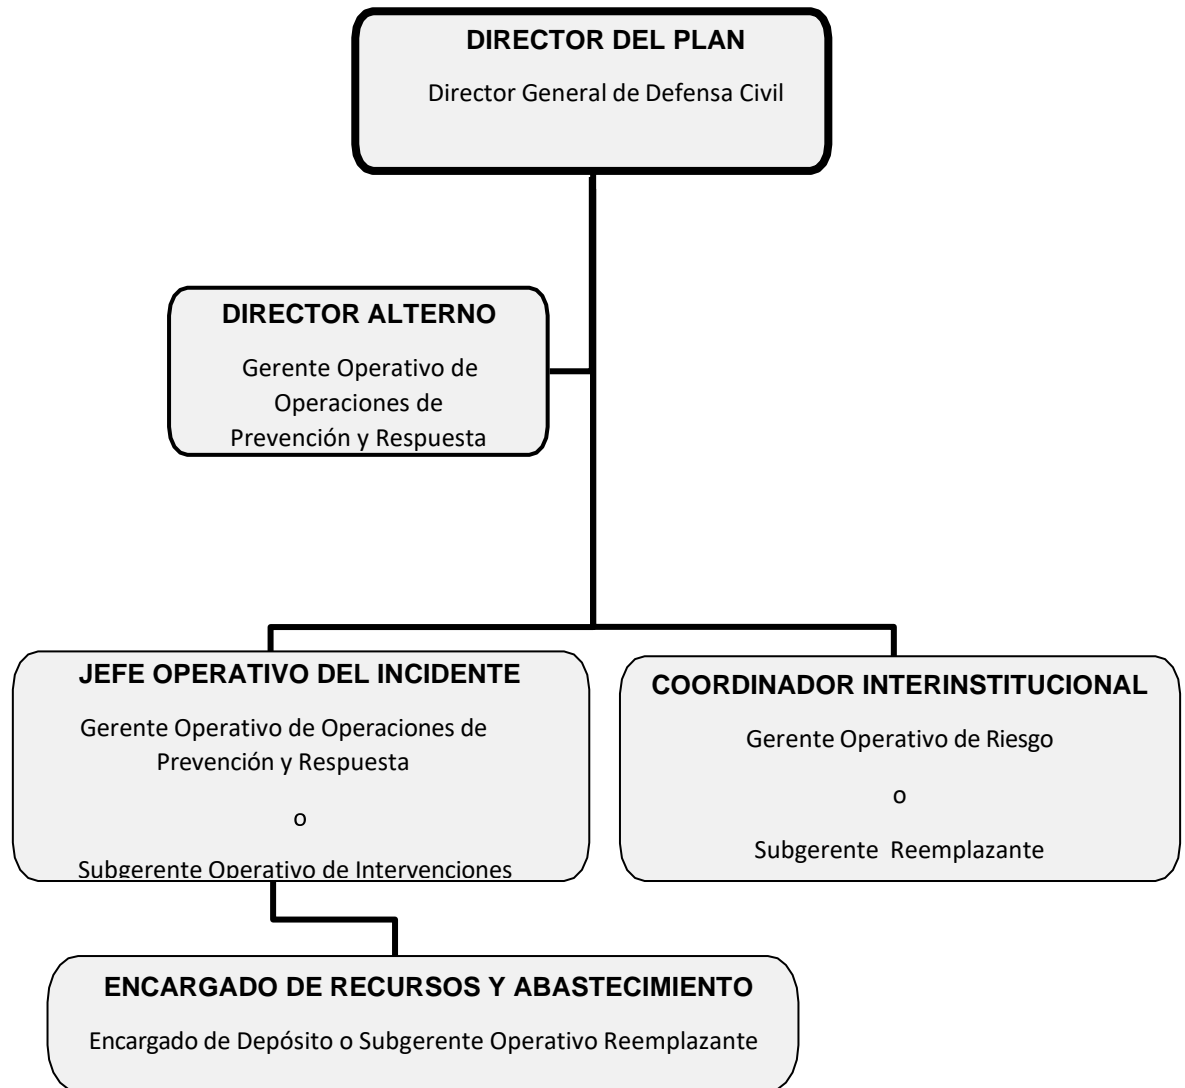 DIRECTOR DEL PLAN
Director General de Defensa Civil
DIRECTOR ALTERNO
Gerente Operativo de
Operaciones de
Prevención y Respuesta
JEFE OPERATIVO DEL INCIDENTE
Gerente Operativo de Operaciones de
Prevención y Respuesta
o
Subgerente Operativo de Intervenciones
COORDINADOR INTERINSTITUCIONAL
Gerente Operativo de Riesgo
o
Subgerente Reemplazante
ENCARGADO DE RECURSOS Y ABASTECIMIENTO
Encargado de Depósito o Subgerente Operativo Reemplazante